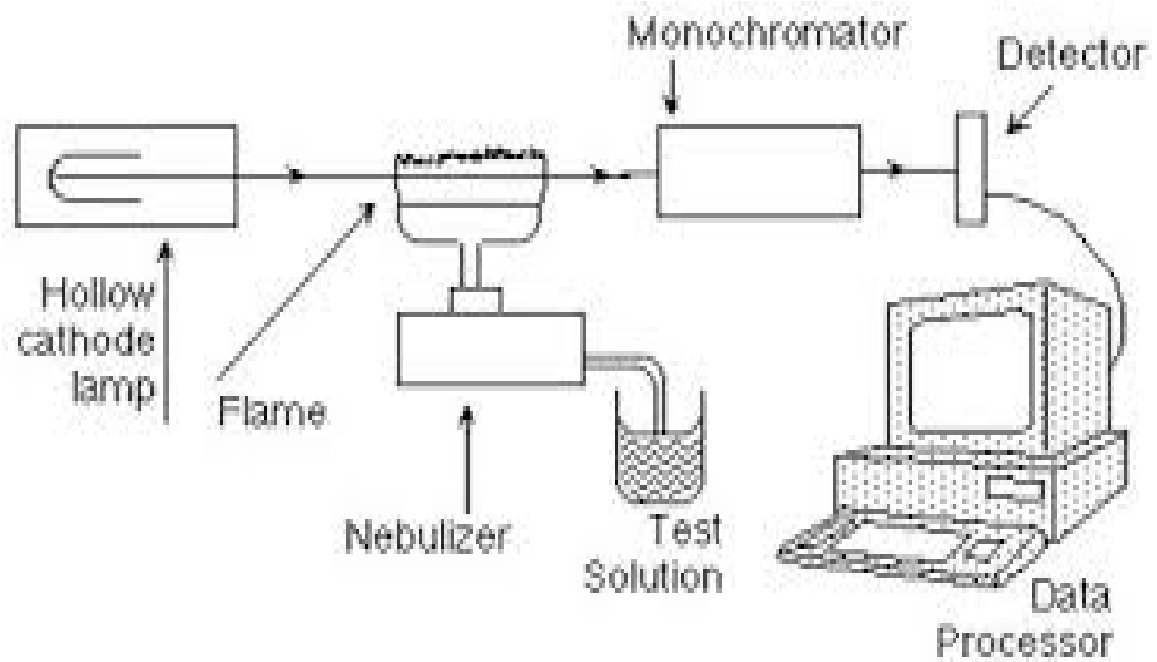 Monochromator
Detector
Hollow
cathode
lamp
Flame
Nebulizer
Test
Solution
Data
Processor